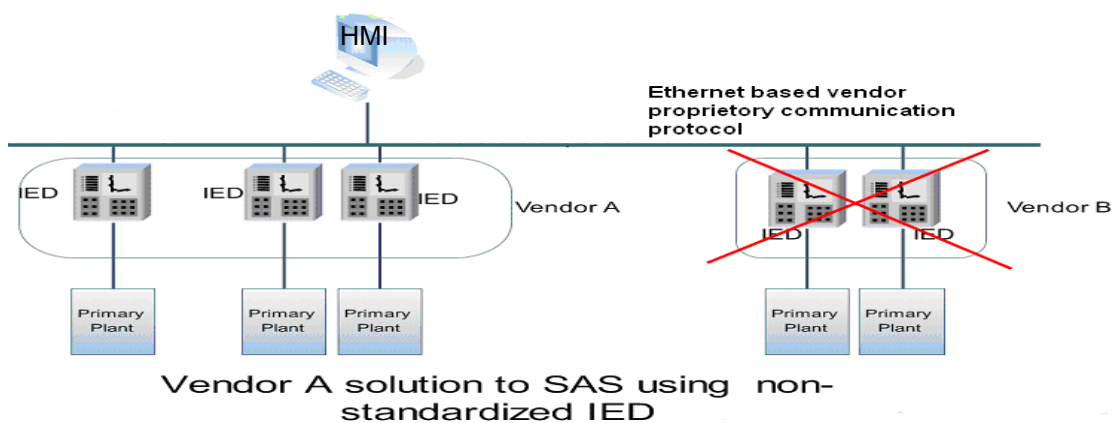 HMI
Ethernet based vendor
proprietory communication
protocol
IED
IED
IED
Vendor A
IED
IED
Vendor B
Primary
Plant
Primary
Plant
Primary
Plant
Primary
Plant
Primary
Plant
Vendor A solution to SAS using non-
standardized IED